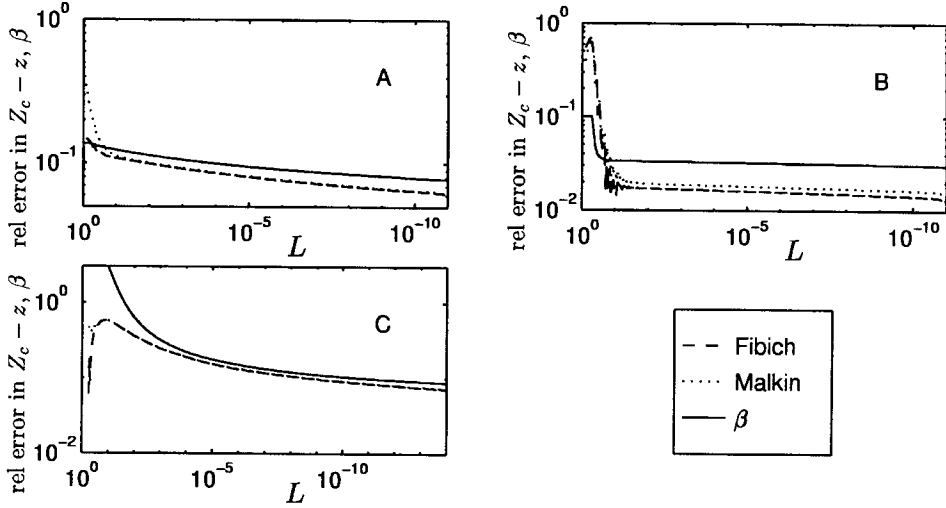 rel error in Z_c − z, β
10^0
10^-1
A
10^0
10^-5
10^-10
L
rel error in Z_c − z, β
10^0
10^-1
10^-2
B
10^0
10^-5
10^-10
L
rel error in Z_c − z, β
10^0
10^-2
C
10^0
10^-5
10^-10
L
Fibich
Malkin
β